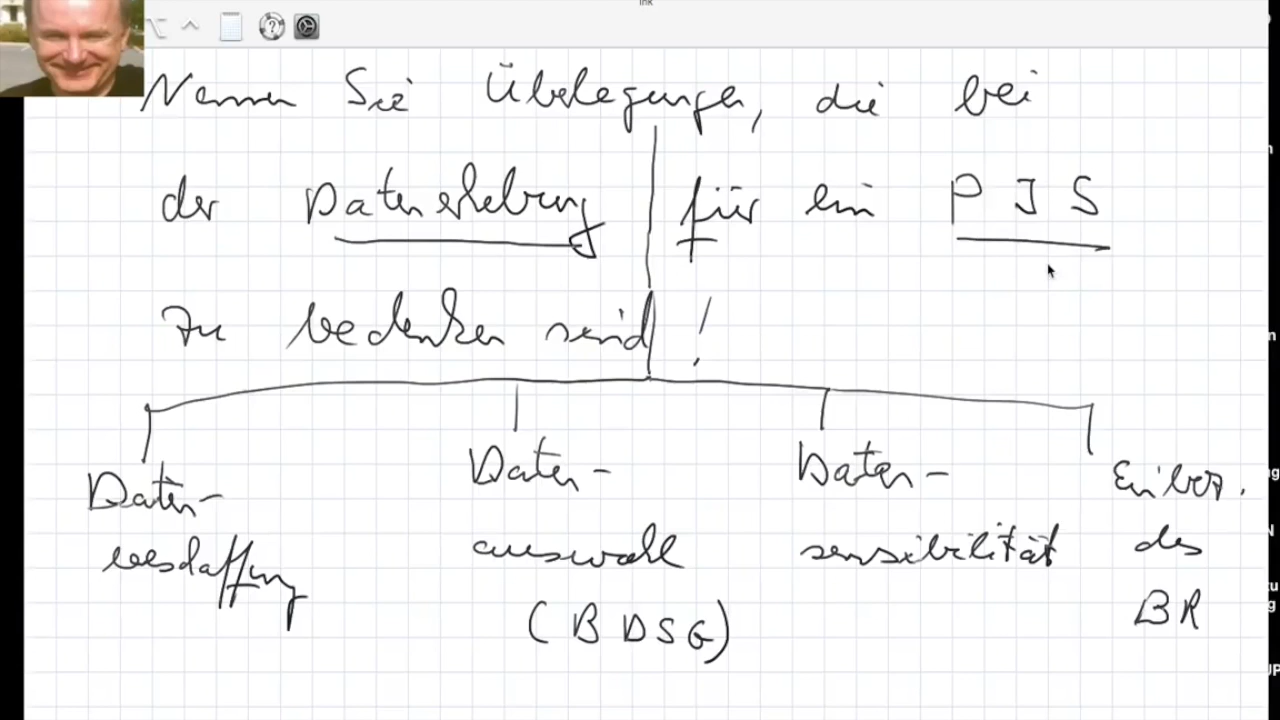 Ink
Nennen Sie Überlegungen, die bei
der Datenerhebung für ein PIS
zu bedenken sind!
Daten-
beschaffung
Daten-
auswahl
(BDSG)
Daten-
sensibilität
Einbez.
des
BR